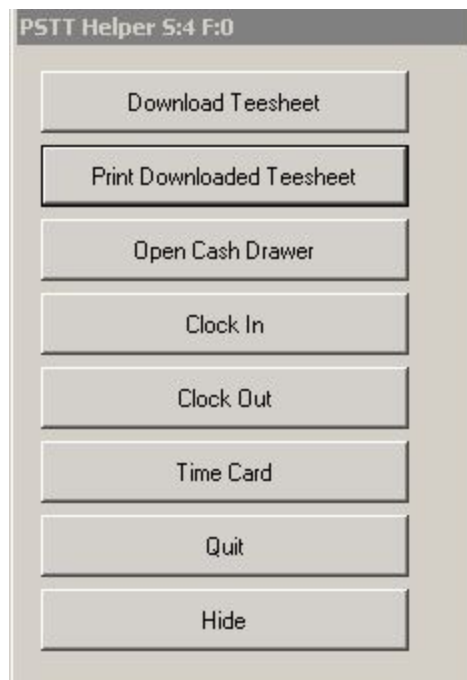 PSTT Helper S:4 F:0
Download Teesheet
Print Downloaded Teesheet
Open Cash Drawer
Clock In
Clock Out
Time Card
Quit
Hide